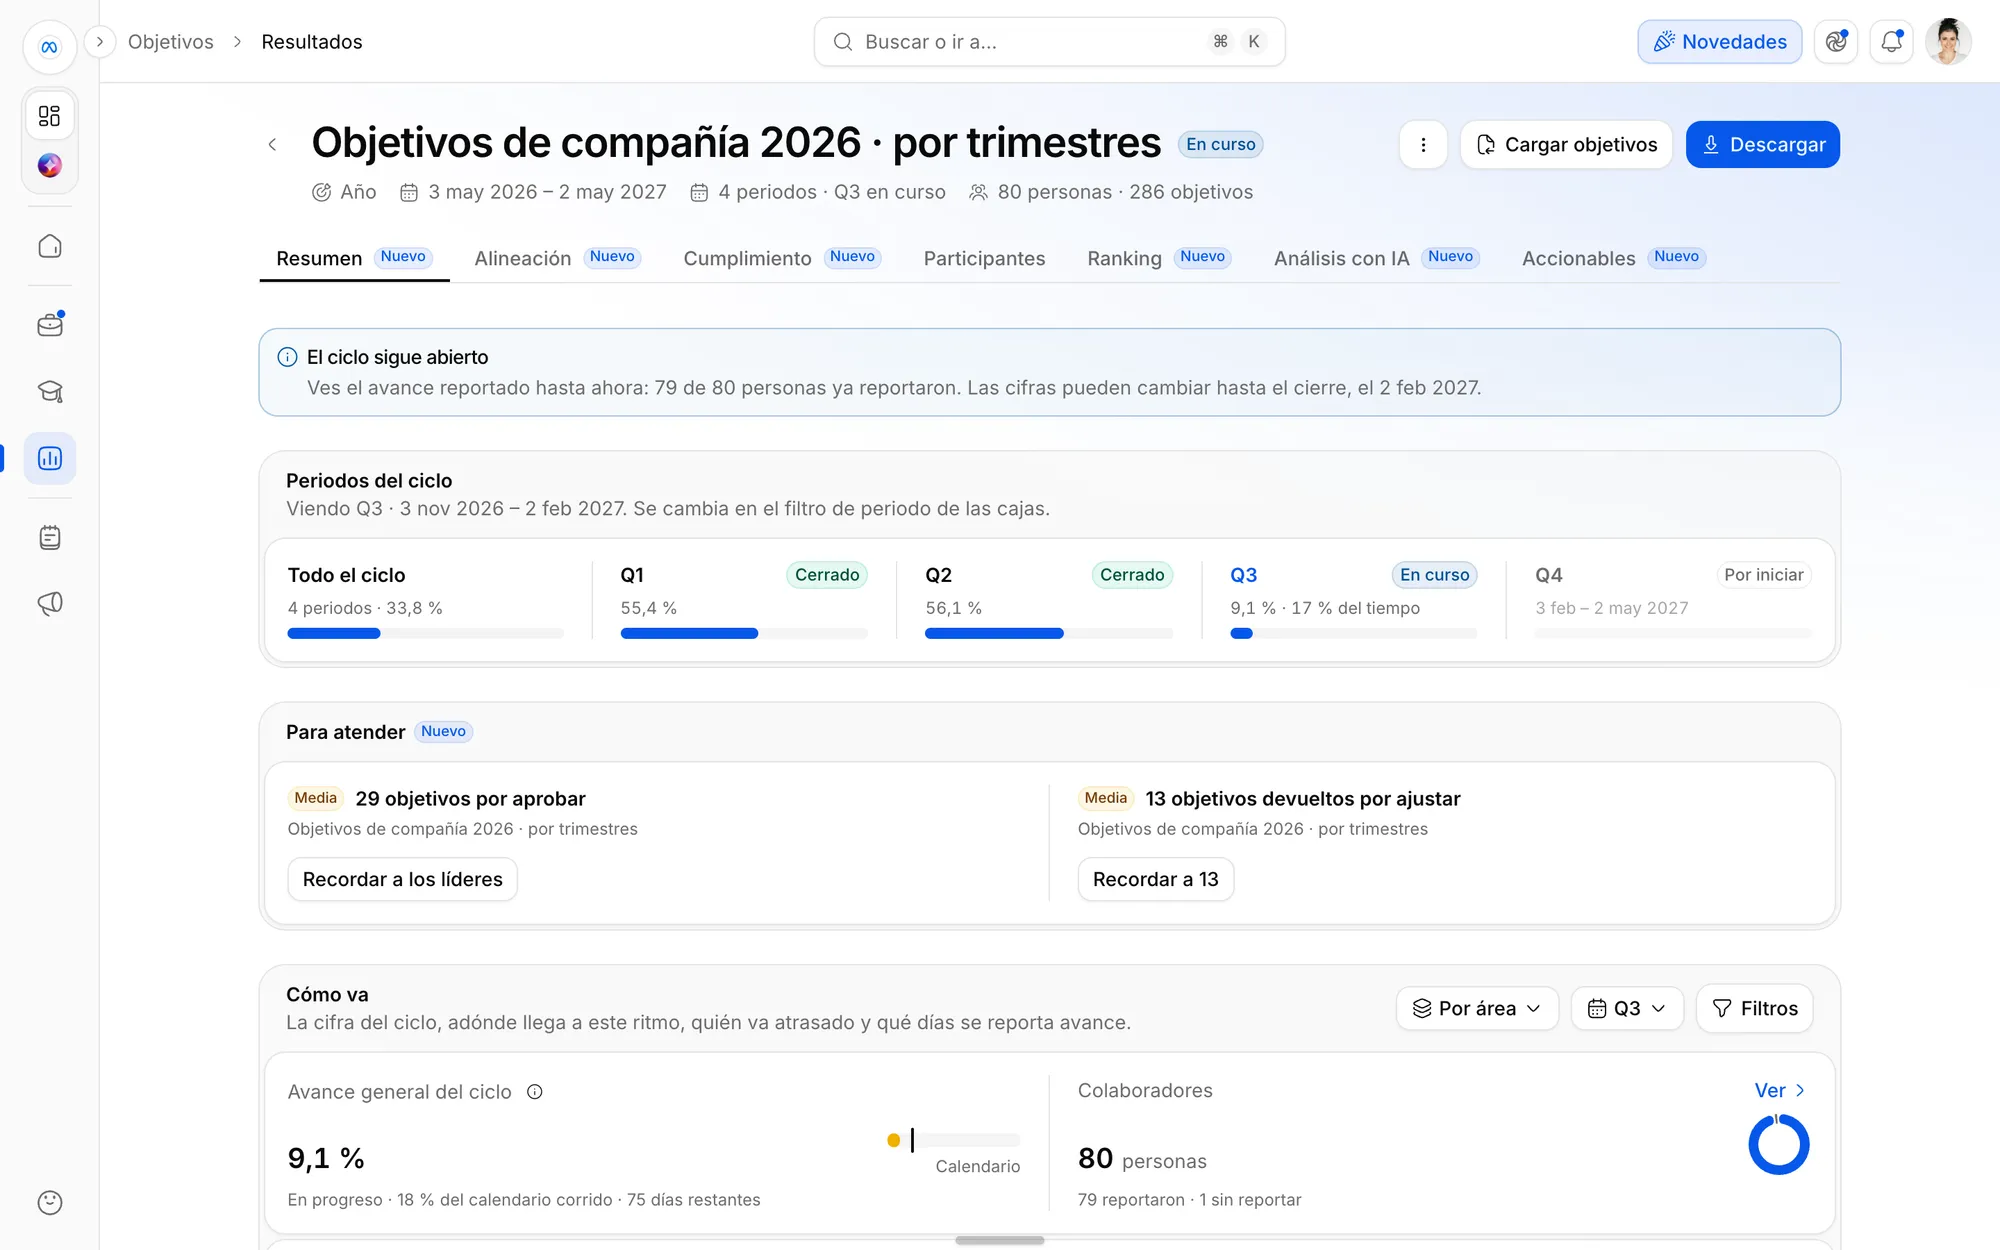 Objetivos
Resultados
Buscar o ir a...
⌘ K
Novedades
Objetivos de compañía 2026 · por trimestres
En curso
Cargar objetivos
Descargar
Año
3 may 2026 – 2 may 2027
4 periodos · Q3 en curso
80 personas · 286 objetivos
Resumen Nuevo
Alineación Nuevo
Cumplimiento Nuevo
Participantes
Ranking Nuevo
Análisis con IA Nuevo
Accionables Nuevo
El ciclo sigue abierto
Ves el avance reportado hasta ahora: 79 de 80 personas ya reportaron. Las cifras pueden cambiar hasta el cierre, el 2 feb 2027.
Periodos del ciclo
Viendo Q3 · 3 nov 2026 – 2 feb 2027. Se cambia en el filtro de periodo de las cajas.
Todo el ciclo
4 periodos · 33,8 %
Q1 Cerrado
55,4 %
Q2 Cerrado
56,1 %
Q3 En curso
9,1 % · 17 % del tiempo
Q4 Por iniciar
3 feb – 2 may 2027
Para atender Nuevo
Media 29 objetivos por aprobar
Objetivos de compañía 2026 · por trimestres
Recordar a los líderes
Media 13 objetivos devueltos por ajustar
Objetivos de compañía 2026 · por trimestres
Recordar a 13
Cómo va
La cifra del ciclo, adónde llega a este ritmo, quién va atrasado y qué días se reporta avance.
Por área
Q3
Filtros
Avance general del ciclo
9,1 %
Calendario
En progreso · 18 % del calendario corrido · 75 días restantes
Colaboradores
Ver
80 personas
79 reportaron · 1 sin reportar